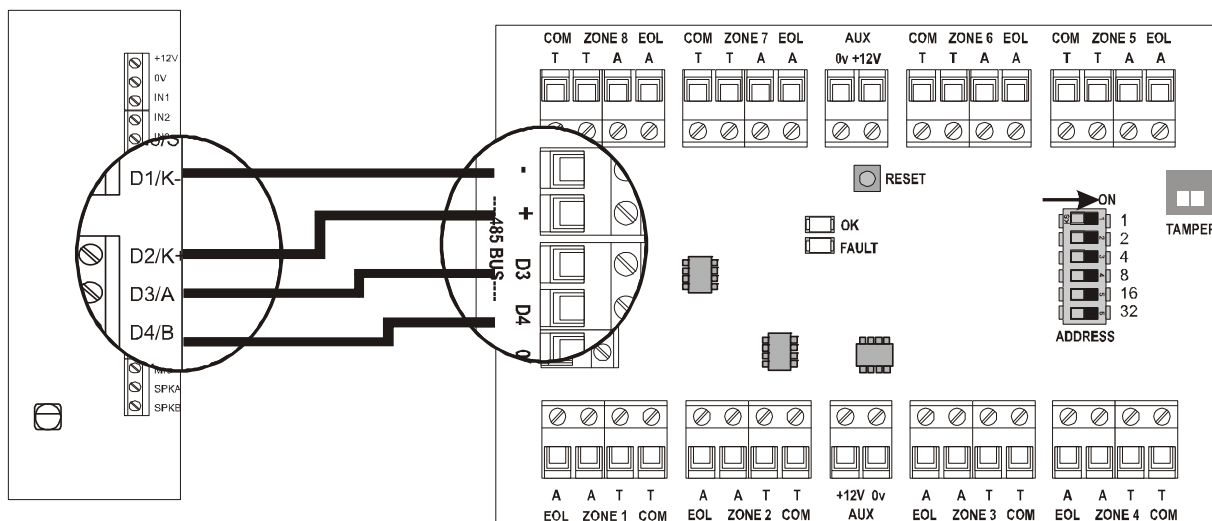 +12V
0V
IN1
IN2
D1/K-
D2/K+
D3/A
D4/B
SPKA
SPKB
COM ZONE 8 EOL
T T A A
COM ZONE 7 EOL
T T A A
AUX
0v +12V
COM ZONE 6 EOL
T T A A
COM ZONE 5 EOL
T T A A
-
+
485 BUS
D3
D4
RESET
OK
FAULT
ON
1
2
4
8
16
32
ADDRESS
TAMPER
A A T T
EOL ZONE 1 COM
A A T T
EOL ZONE 2 COM
+12V 0v
AUX
A A T T
EOL ZONE 3 COM
A A T T
EOL ZONE 4 COM